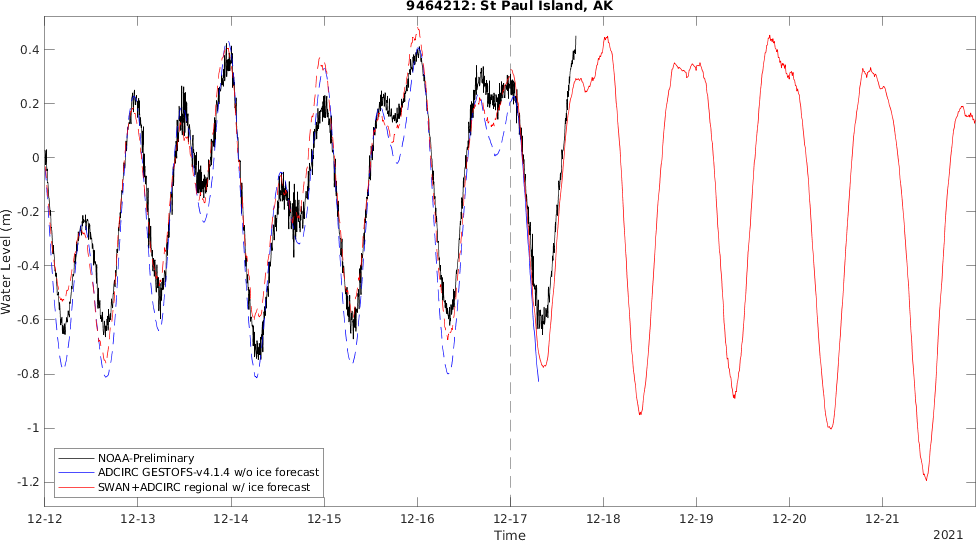 9464212: St Paul Island, AK
0.4
0.2
0
-0.2
-0.4
-0.6
-0.8
-1
-1.2
Water Level (m)
NOAA-Preliminary
ADCIRC GESTOFS-v4.1.4 w/o ice forecast
SWAN+ADCIRC regional w/ ice forecast
12-12 12-13 12-14 12-15 12-16 12-17 12-18 12-19 12-20 12-21
Time
2021